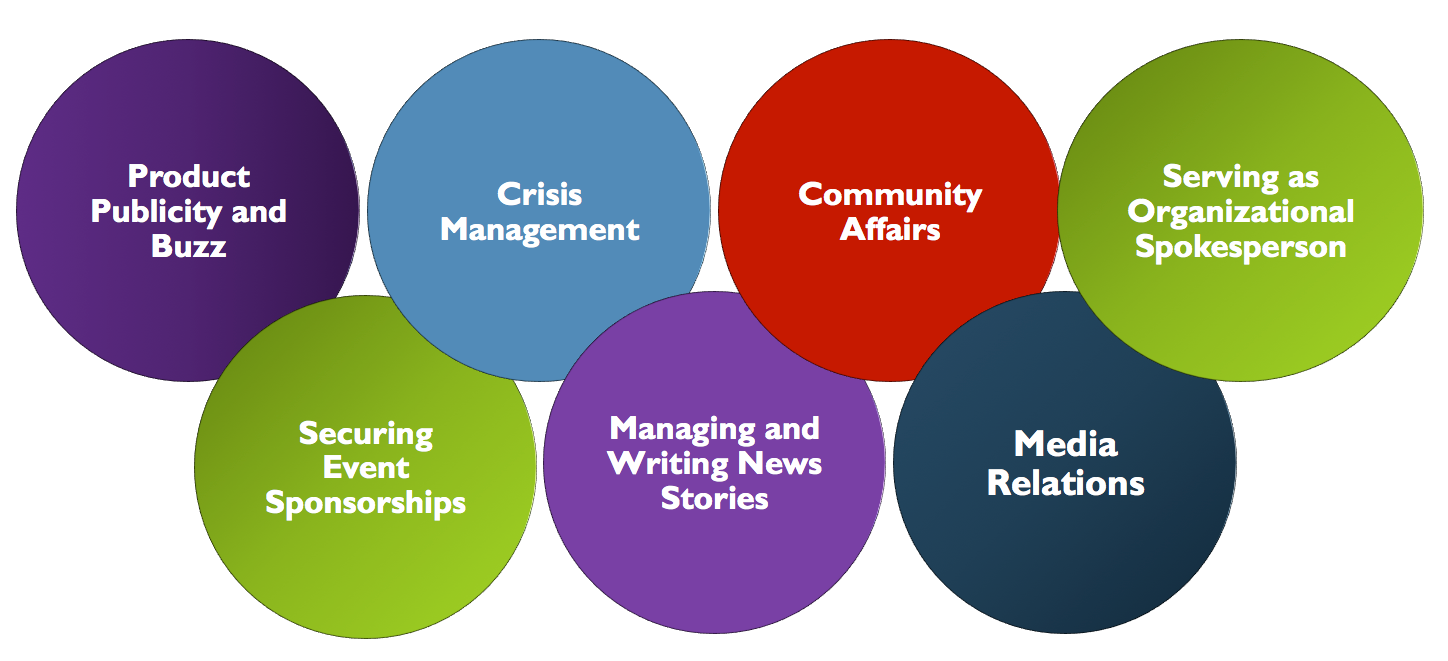 Product
Publicity and
Buzz
Crisis
Management
Community
Affairs
Serving as
Organizational
Spokesperson
Securing
Event
Sponsorships
Managing and
Writing News
Stories
Media
Relations